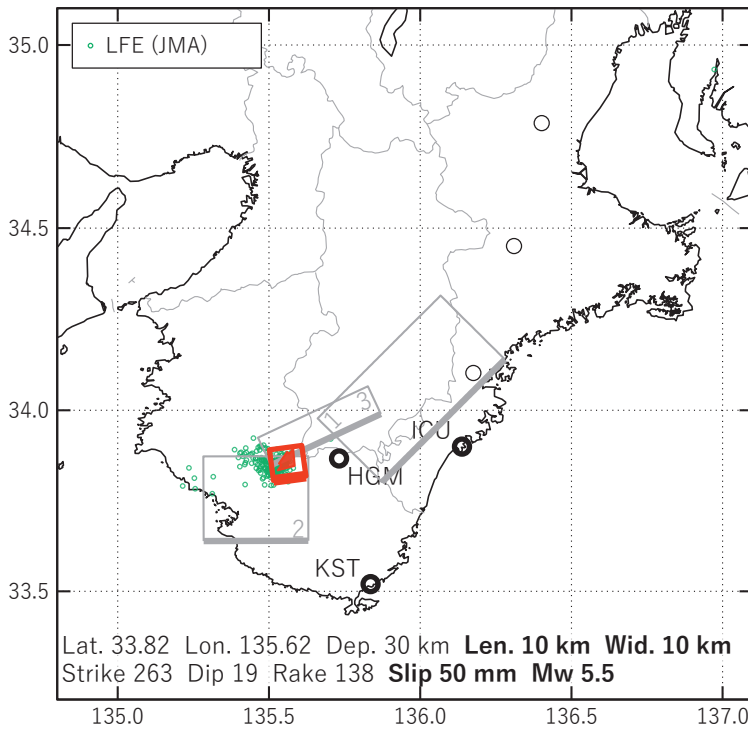 LFE (JMA)
35.0
34.5
34.0
33.5
1
3
2
ICU
HGM
KST
Lat. 33.82 Lon. 135.62 Dep. 30 km Len. 10 km Wid. 10 km
Strike 263 Dip 19 Rake 138 Slip 50 mm Mw 5.5
135.0 135.5 136.0 136.5 137.0